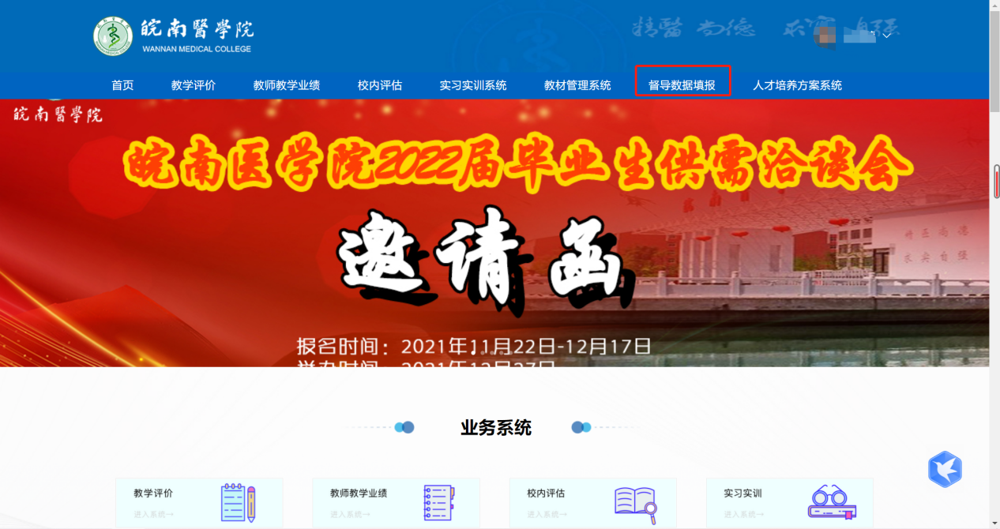 皖南醫學院
WANNAN MEDICAL COLLEGE
精醫 尚德
首页 教学评价 教师教学业绩 校内评估 实习实训系统 教材管理系统 督导数据填报 人才培养方案系统
皖南醫學院
皖南医学院2022届毕业生供需洽谈会
邀请函
精医尚德
求实自强
报名时间：2021年11月22日-12月17日
业务系统
教学评价 教师教学业绩 校内评估 实习实训
进入系统→ 进入系统→ 进入系统→ 进入系统→